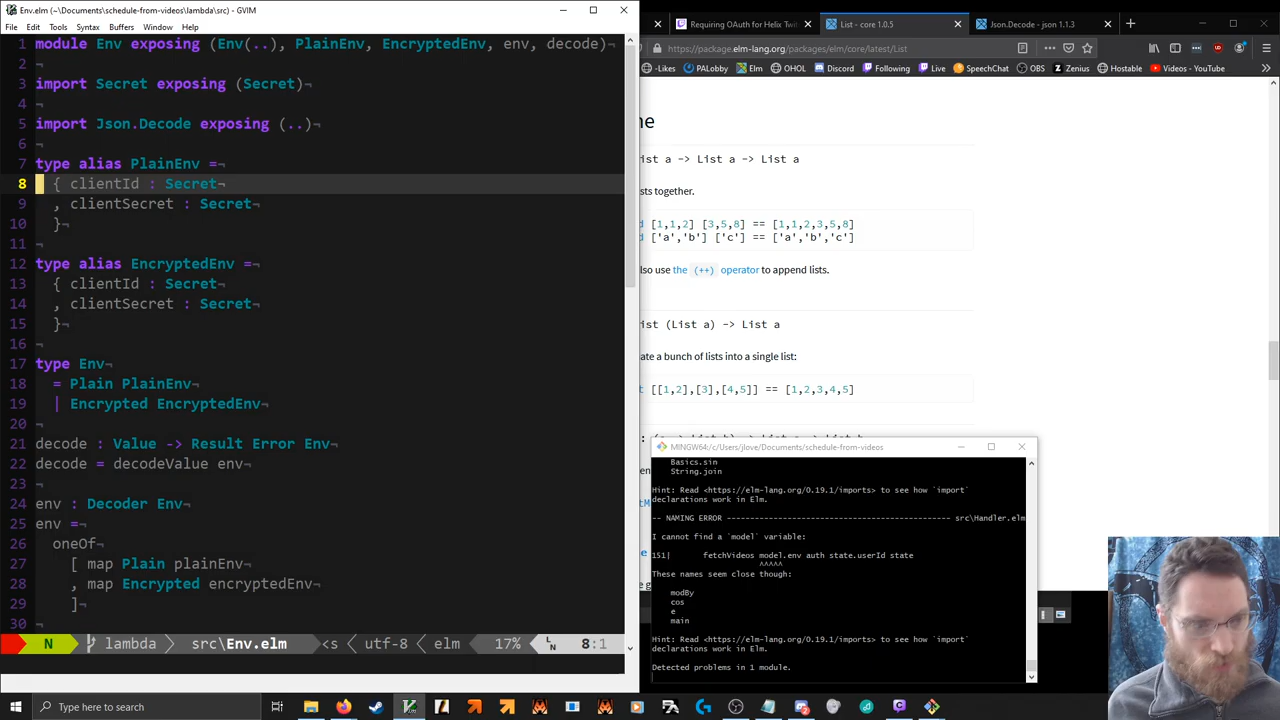 Env.elm (~\Documents\schedule-from-videos\lambda\src) - GVIM
File Edit Tools Syntax Buffers Window Help
1 module Env exposing (Env(..), PlainEnv, EncryptedEnv, env, decode)¬
2 ¬
3 import Secret exposing (Secret)¬
4 ¬
5 import Json.Decode exposing (..)¬
6 ¬
7 type alias PlainEnv =¬
8 { clientId : Secret¬
9 , clientSecret : Secret¬
10 }¬
11 ¬
12 type alias EncryptedEnv =¬
13 { clientId : Secret¬
14 , clientSecret : Secret¬
15 }¬
16 ¬
17 type Env¬
18 = Plain PlainEnv¬
19 | Encrypted EncryptedEnv¬
20 ¬
21 decode : Value -> Result Error Env¬
22 decode = decodeValue env¬
23 ¬
24 env : Decoder Env¬
25 env =¬
26 oneOf¬
27 [ map Plain plainEnv¬
28 , map Encrypted encryptedEnv¬
29 ]¬
30 ¬
N lambda src\Env.elm <s utf-8 elm 17% LN 8:1
Requiring OAuth for Helix Twit
List - core 1.0.5
Json.Decode - json 1.1.3
https://package.elm-lang.org/packages/elm/core/latest/List
-Likes PALobby Elm OHOL Discord Following Live SpeechChat OBS Zenius Hostable Videos - YouTube
ne
ist a -> List a -> List a
sts together.
d [1,1,2] [3,5,8] == [1,1,2,3,5,8]
d ['a','b'] ['c'] == ['a','b','c']
lso use the (++) operator to append lists.
ist (List a) -> List a
ate a bunch of lists into a single list:
t [[1,2],[3],[4,5]] == [1,2,3,4,5]
MINGW64:/c/Users/jlove/Documents/schedule-from-videos
Basics.sin
String.join
Hint: Read <https://elm-lang.org/0.19.1/imports> to see how `import`
declarations work in Elm.
-- NAMING ERROR ------------------------------------------------ src\Handler.elm
I cannot find a `model` variable:
151| fetchVideos model.env auth state.userId state
^^^^^
These names seem close though:
modBy
cos
e
main
Hint: Read <https://elm-lang.org/0.19.1/imports> to see how `import`
declarations work in Elm.
Detected problems in 1 module.
Type here to search